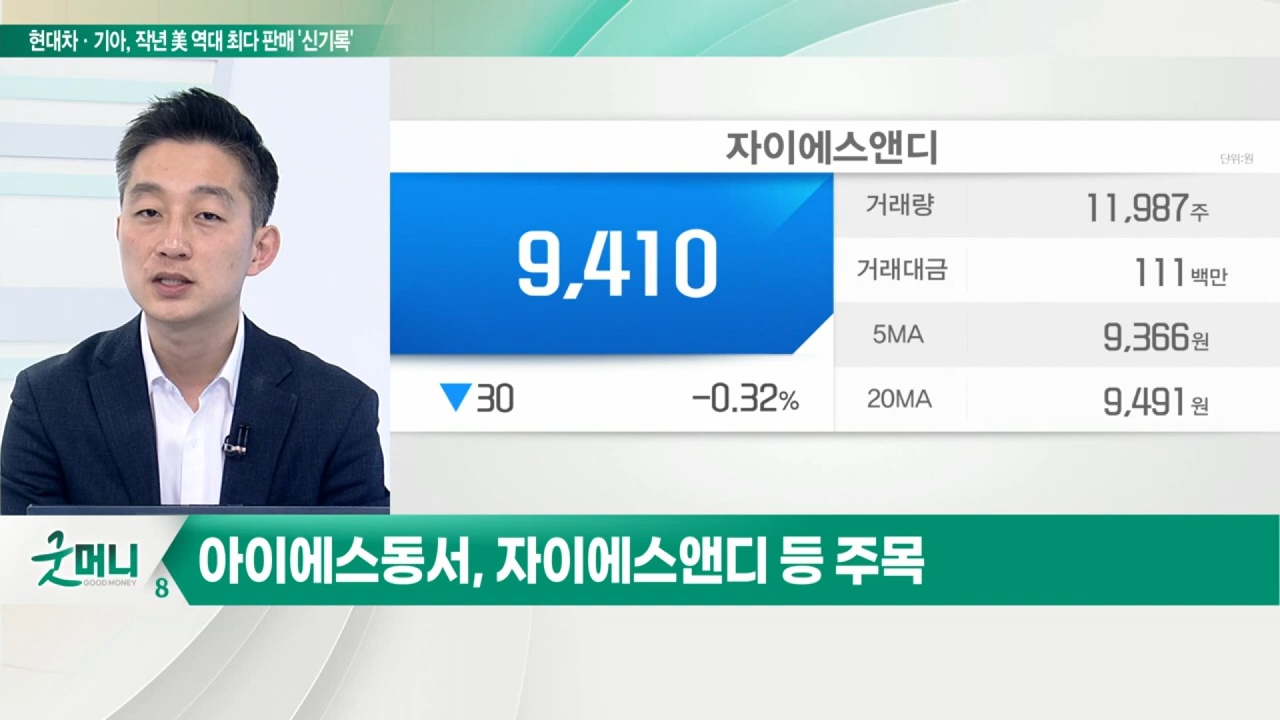 현대차·기아, 작년 美 역대 최다 판매 '신기록'
자이에스앤디
단위:원
9,410
▼30 -0.32%
거래량 11,987주
거래대금 111백만
5MA 9,366원
20MA 9,491원
굿머니
GOOD MONEY
8
아이에스동서, 자이에스앤디 등 주목